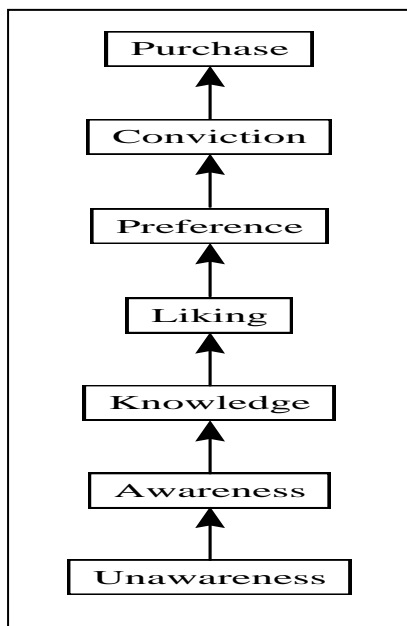 Purchase
Conviction
Preference
Liking
Knowledge
Awareness
Unawareness